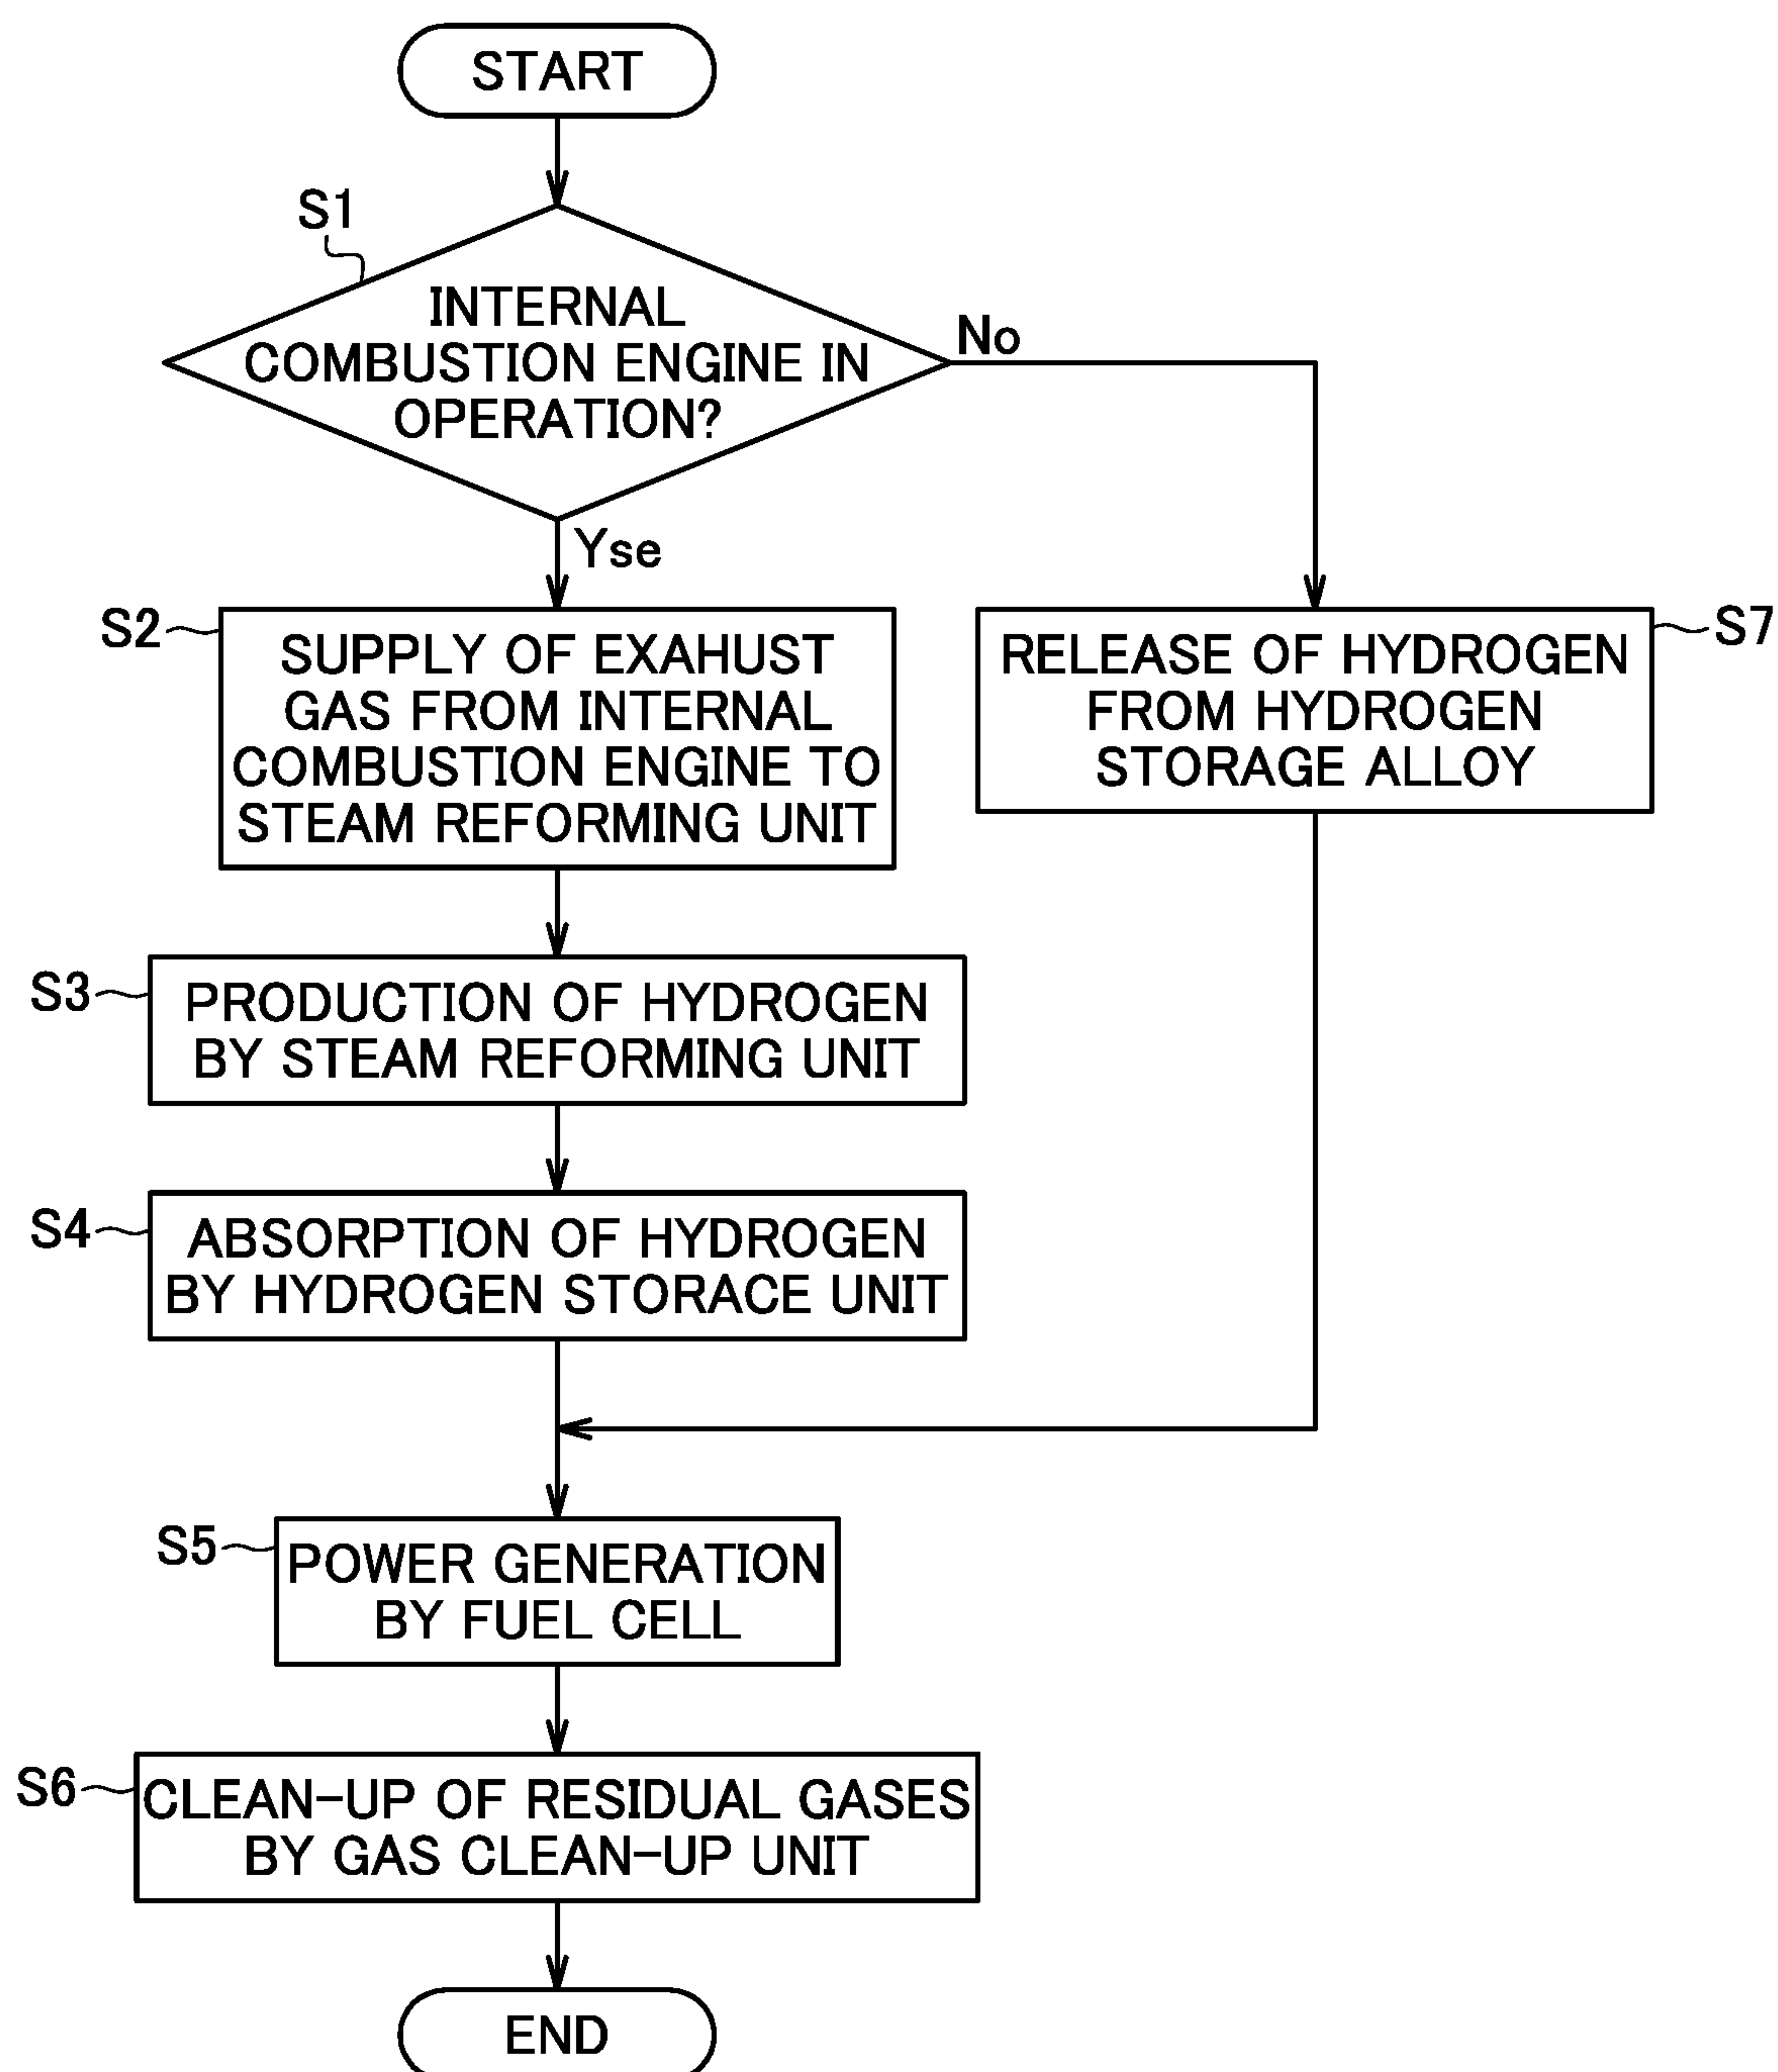 START
S1
INTERNAL
COMBUSTION ENGINE IN
OPERATION?
No
Yse
S2
SUPPLY OF EXAHUST
GAS FROM INTERNAL
COMBUSTION ENGINE TO
STEAM REFORMING UNIT
S7
RELEASE OF HYDROGEN
FROM HYDROGEN
STORAGE ALLOY
S3
PRODUCTION OF HYDROGEN
BY STEAM REFORMING UNIT
S4
ABSORPTION OF HYDROGEN
BY HYDROGEN STORACE UNIT
S5
POWER GENERATION
BY FUEL CELL
S6
CLEAN-UP OF RESIDUAL GASES
BY GAS CLEAN-UP UNIT
END